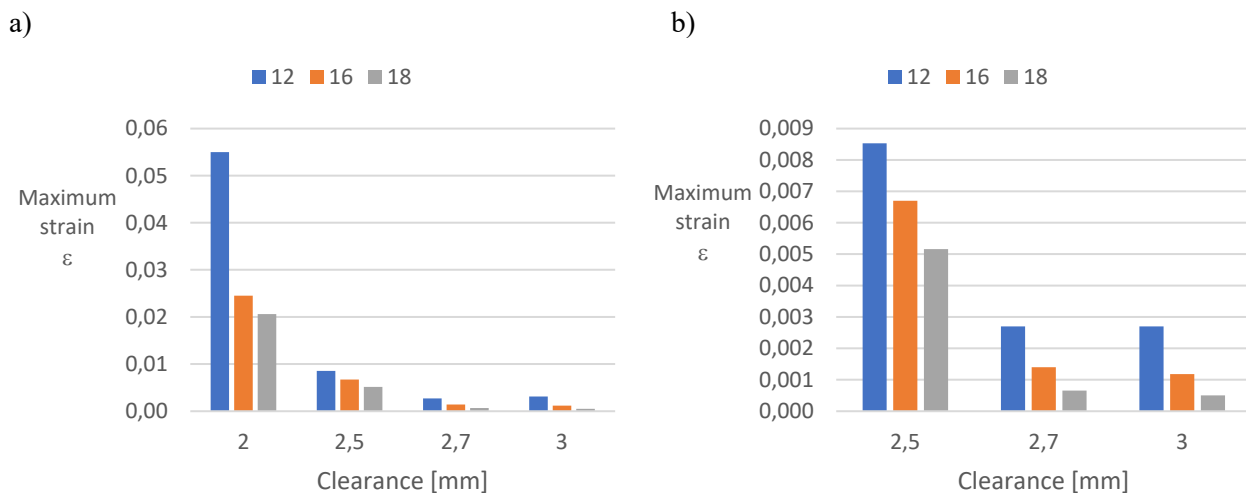 a)
12 16 18
0,06
0,05
0,04
0,03
0,02
0,01
0,00
Maximum
strain
ε
2 2,5 2,7 3
Clearance [mm]
b)
12 16 18
0,009
0,008
0,007
0,006
0,005
0,004
0,003
0,002
0,001
0,000
Maximum
strain
ε
2,5 2,7 3
Clearance [mm]